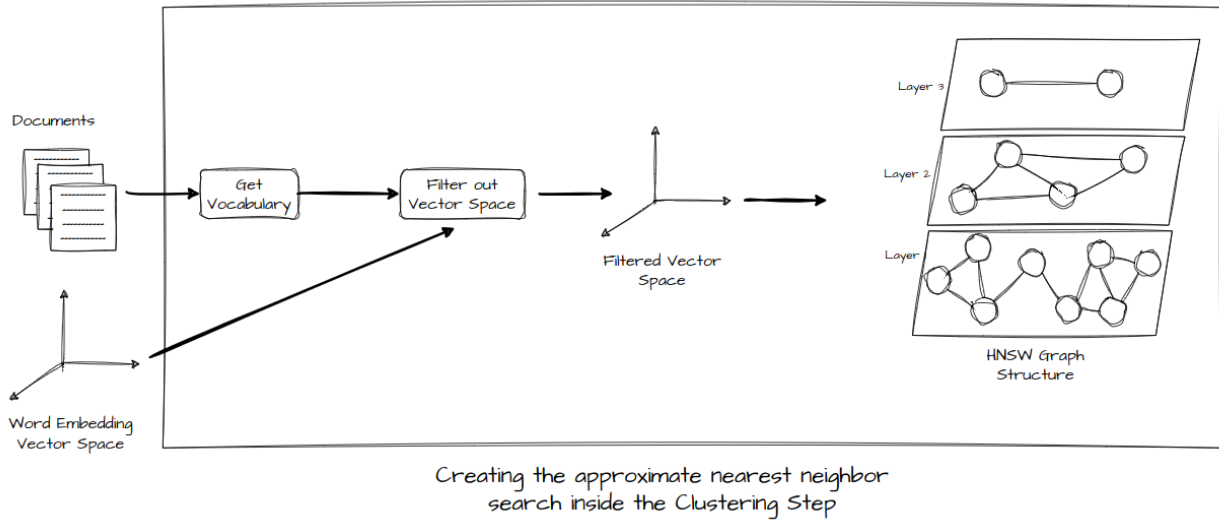 Documents
Get
Vocabulary
Filter out
Vector Space
Filtered Vector
Space
Word Embedding
Vector Space
Layer 3
Layer 2
Layer
HNSW Graph
Structure
Creating the approximate nearest neighbor
search inside the Clustering Step